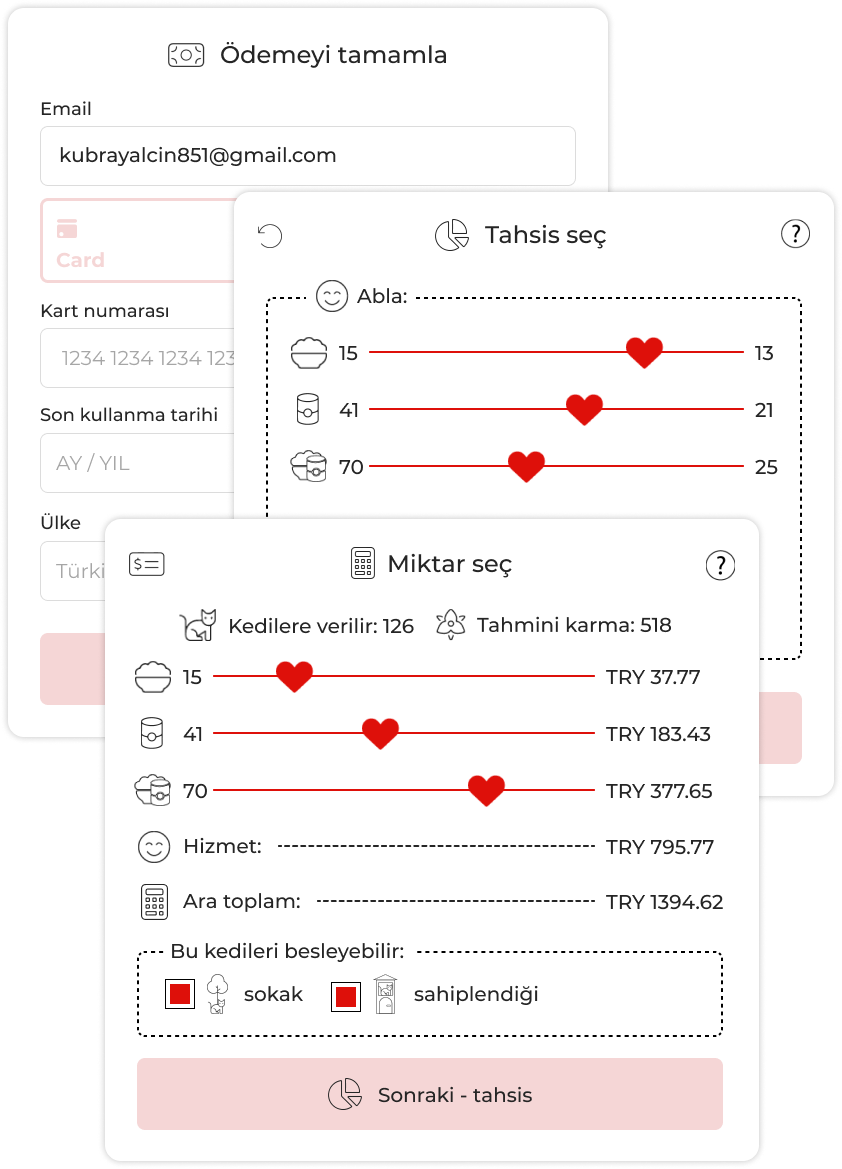 Ödemeyi tamamla
Email
kubrayalcin851@gmail.com
Card
Kart numarası
1234 1234 1234 123
Son kullanma tarihi
AY / YIL
Ülke
Türki
Tahsis seç
?
Abla:
15 13
41 21
70 25
$
Miktar seç
?
Kedilere verilir: 126 Tahmini karma: 518
15 TRY 37.77
41 TRY 183.43
70 TRY 377.65
Hizmet: TRY 795.77
Ara toplam: TRY 1394.62
Bu kedileri besleyebilir:
sokak sahiplendiği
Sonraki - tahsis